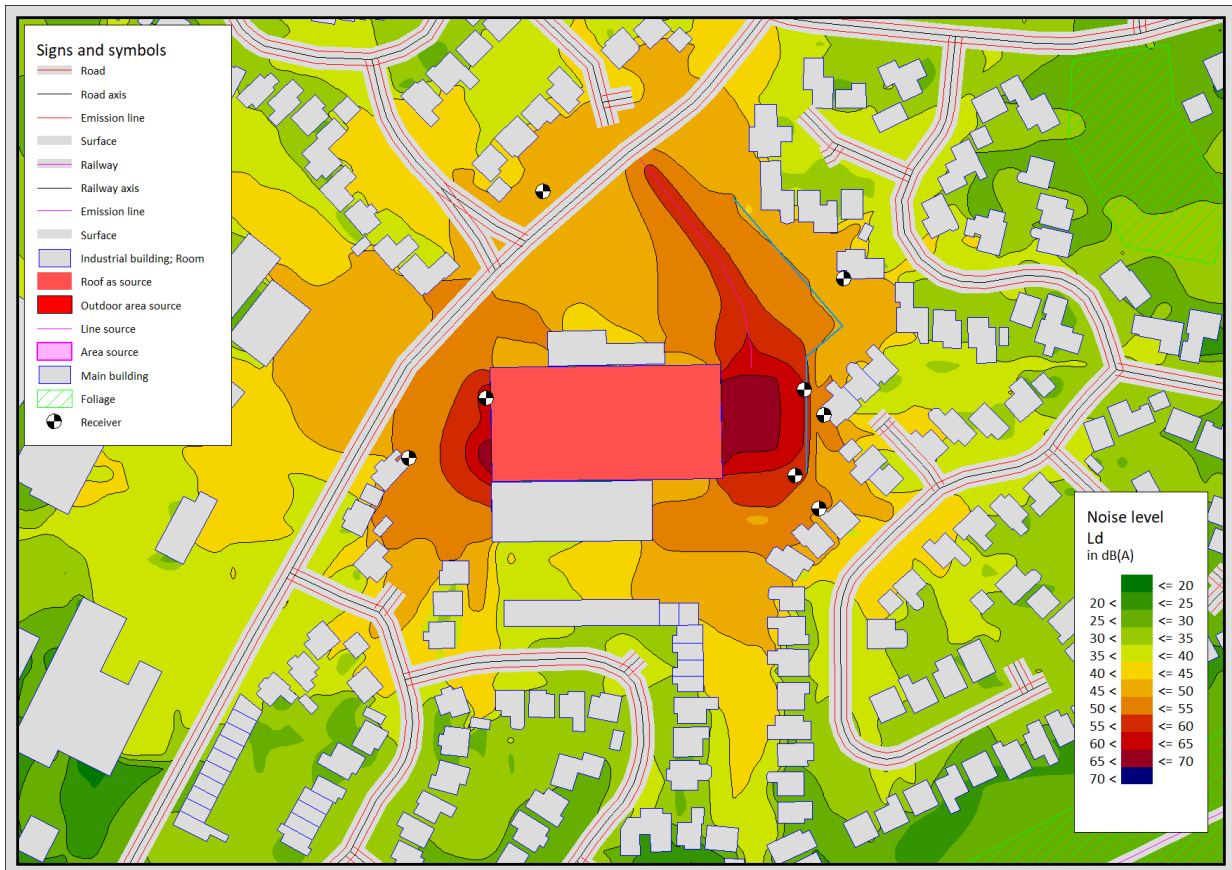 Signs and symbols
Road
Road axis
Emission line
Surface
Railway
Railway axis
Emission line
Surface
Industrial building; Room
Roof as source
Outdoor area source
Line source
Area source
Main building
Foliage
Receiver
Noise level
Ld
in dB(A)
<= 20
20 < <= 25
25 < <= 30
30 < <= 35
35 < <= 40
40 < <= 45
45 < <= 50
50 < <= 55
55 < <= 60
60 < <= 65
65 < <= 70
70 <